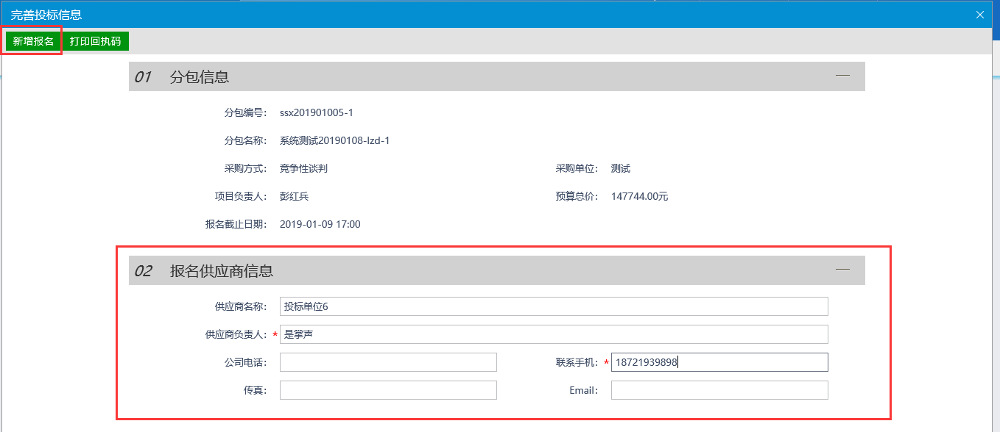 完善投标信息
新增报名 打印回执码
01 分包信息
分包编号： ssx201901005-1
分包名称： 系统测试20190108-lzd-1
采购方式： 竞争性谈判 采购单位： 测试
项目负责人： 彭红兵 预算总价： 147744.00元
报名截止日期： 2019-01-09 17:00
02 报名供应商信息
供应商名称： 投标单位6
供应商负责人： * 是掌声
公司电话： 联系手机： * 18721939898
传真： Email：